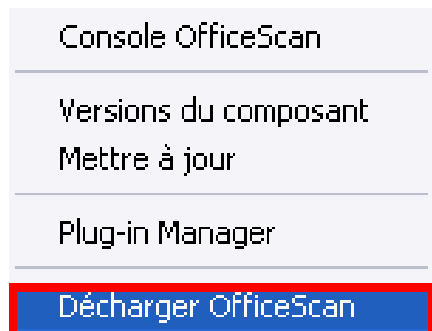 Console OfficeScan
Versions du composant
Mettre à jour
Plug-in Manager
Décharger OfficeScan